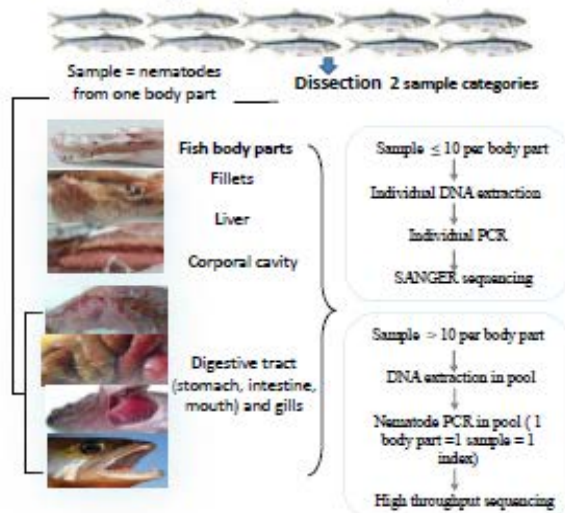 Sample = nematodes
from one body part
Dissection 2 sample categories
Fish body parts
Fillets
Liver
Corporal cavity
Digestive tract
(stomach, intestine,
mouth) and gills
Sample ≤ 10 per body part
Individual DNA extraction
Individual PCR
SANGER sequencing
Sample > 10 per body part
DNA extraction in pool
Nematode PCR in pool ( 1
body part =1 sample = 1
index)
High throughput sequencing